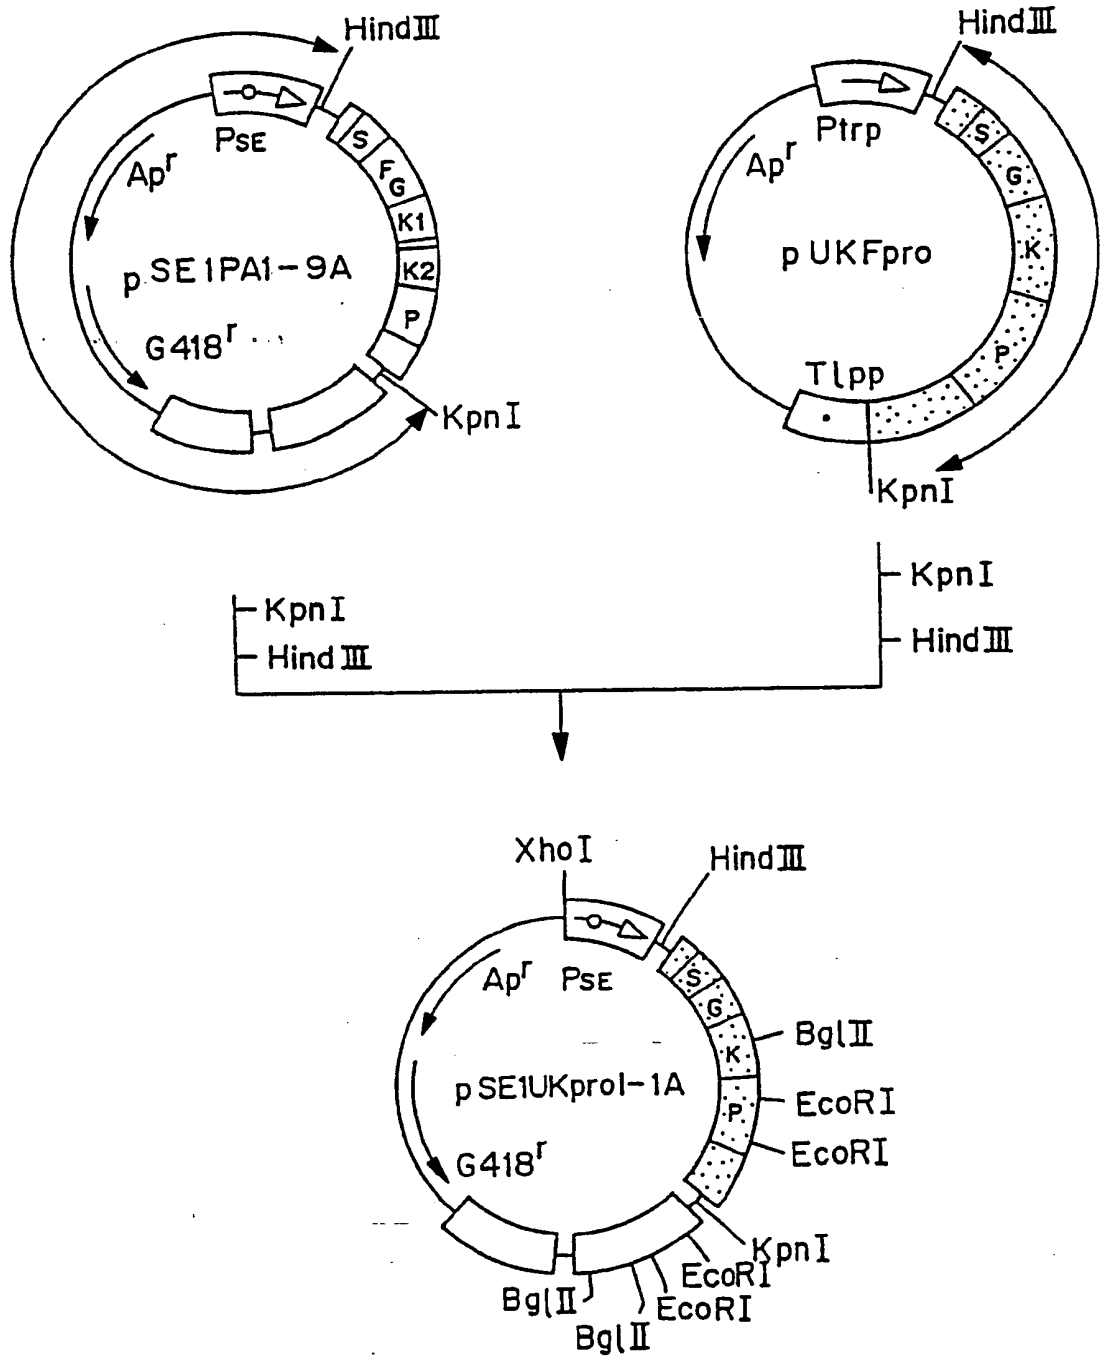 HindIII
PSE
S
FG
K1
K2
P
Apr
pSE1PA1-9A
G418r
KpnI
HindIII
Ptrp
S
G
K
P
Apr
pUKFpro
Tlpp
KpnI
KpnI
HindIII
KpnI
HindIII
XhoI
HindIII
Apr
PSE
S
G
K
P
BglII
EcoRI
EcoRI
pSE1UKproI-1A
G418r
KpnI
EcoRI
EcoRI
BglII
BglII